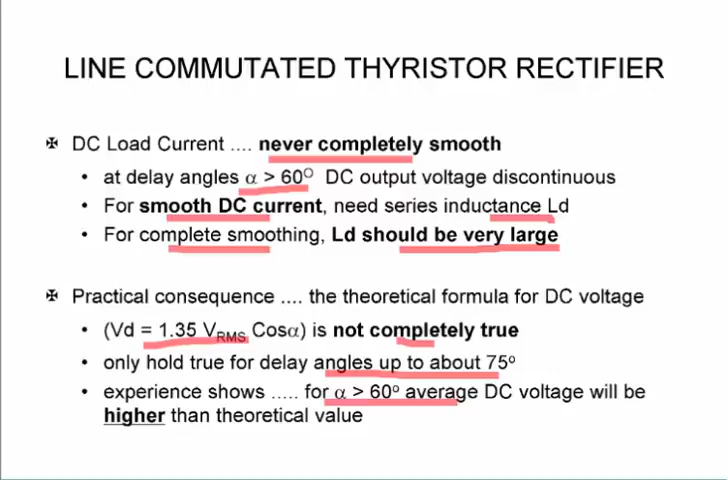 LINE COMMUTATED THYRISTOR RECTIFIER
✠ DC Load Current .... never completely smooth
• at delay angles α > 60° DC output voltage discontinuous
• For smooth DC current, need series inductance Ld
• For complete smoothing, Ld should be very large
✠ Practical consequence .... the theoretical formula for DC voltage
• (Vd = 1.35 VRMS Cosα) is not completely true
• only hold true for delay angles up to about 75°
• experience shows ..... for α > 60° average DC voltage will be
higher than theoretical value